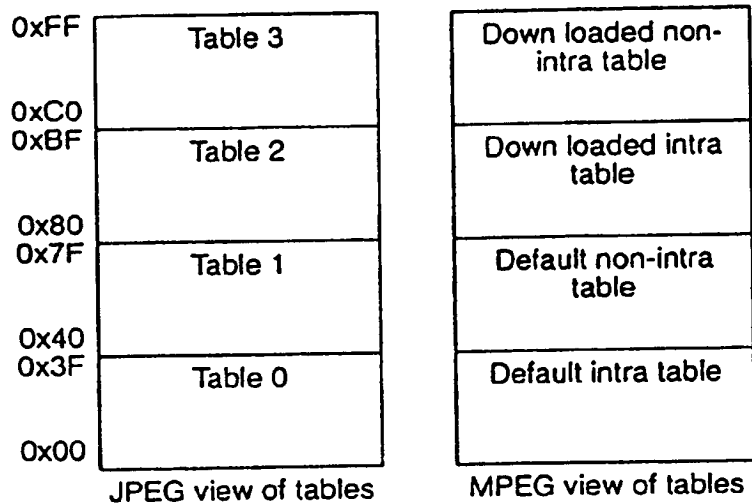 0xFF
Table 3
0xC0
0xBF
Table 2
0x80
0x7F
Table 1
0x40
0x3F
Table 0
0x00
JPEG view of tables
Down loaded non-
intra table
Down loaded intra
table
Default non-intra
table
Default intra table
MPEG view of tables